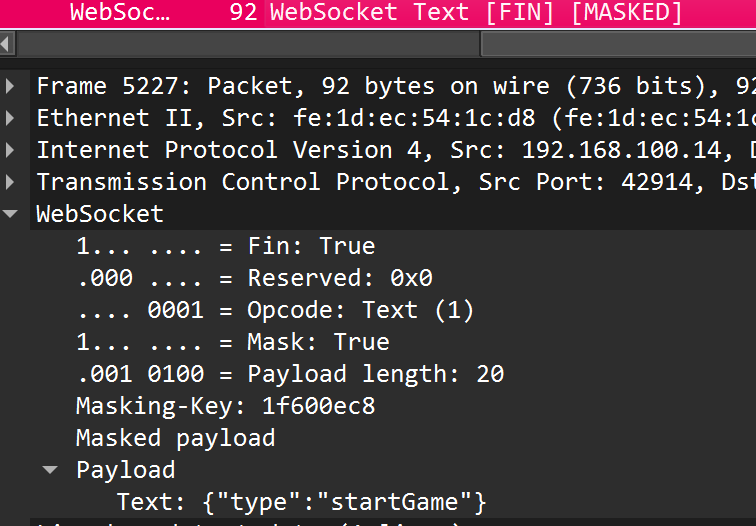 WebSoc… 92 WebSocket Text [FIN] [MASKED]
Frame 5227: Packet, 92 bytes on wire (736 bits), 92
Ethernet II, Src: fe:1d:ec:54:1c:d8 (fe:1d:ec:54:1c
Internet Protocol Version 4, Src: 192.168.100.14, D
Transmission Control Protocol, Src Port: 42914, Dst
WebSocket
1... .... = Fin: True
.000 .... = Reserved: 0x0
.... 0001 = Opcode: Text (1)
1... .... = Mask: True
.001 0100 = Payload length: 20
Masking-Key: 1f600ec8
Masked payload
Payload
Text: {"type":"startGame"}